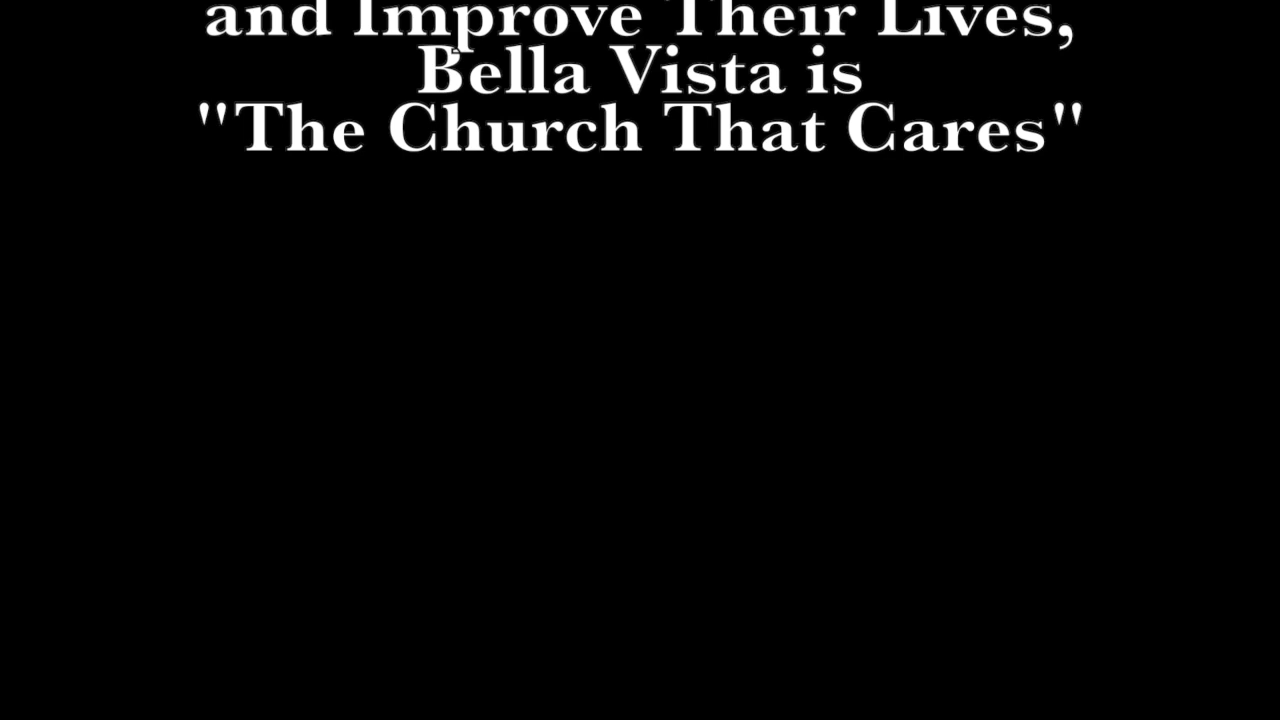 and Improve Their Lives,
Bella Vista is
"The Church That Cares"